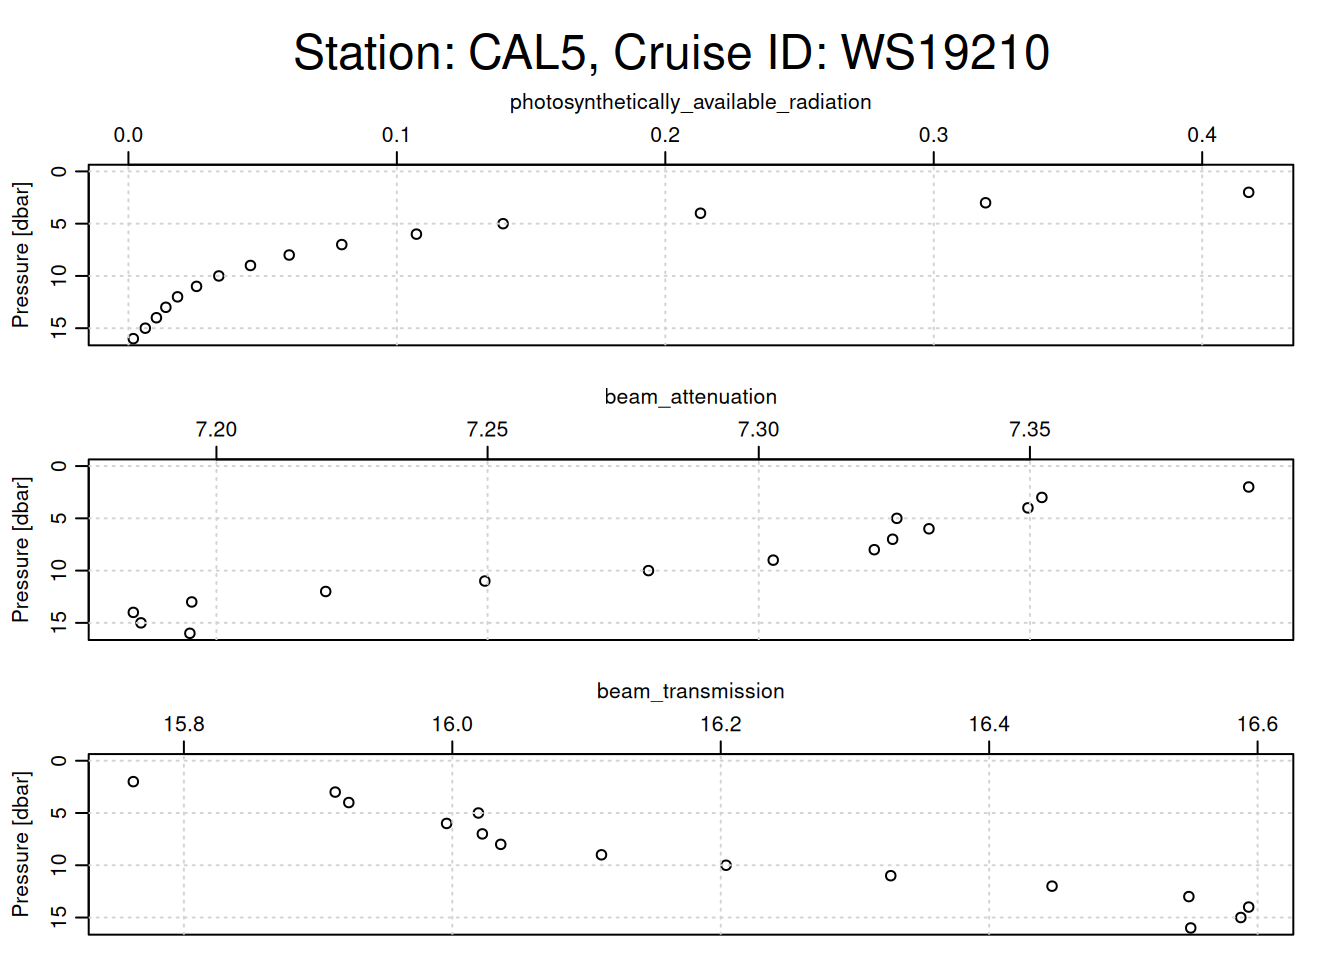 Station: CAL5, Cruise ID: WS19210
photosynthetically_available_radiation
0.0 0.1 0.2 0.3 0.4
Pressure [dbar]
0
5
10
15
beam_attenuation
7.20 7.25 7.30 7.35
Pressure [dbar]
0
5
10
15
beam_transmission
15.8 16.0 16.2 16.4 16.6
Pressure [dbar]
0
5
10
15